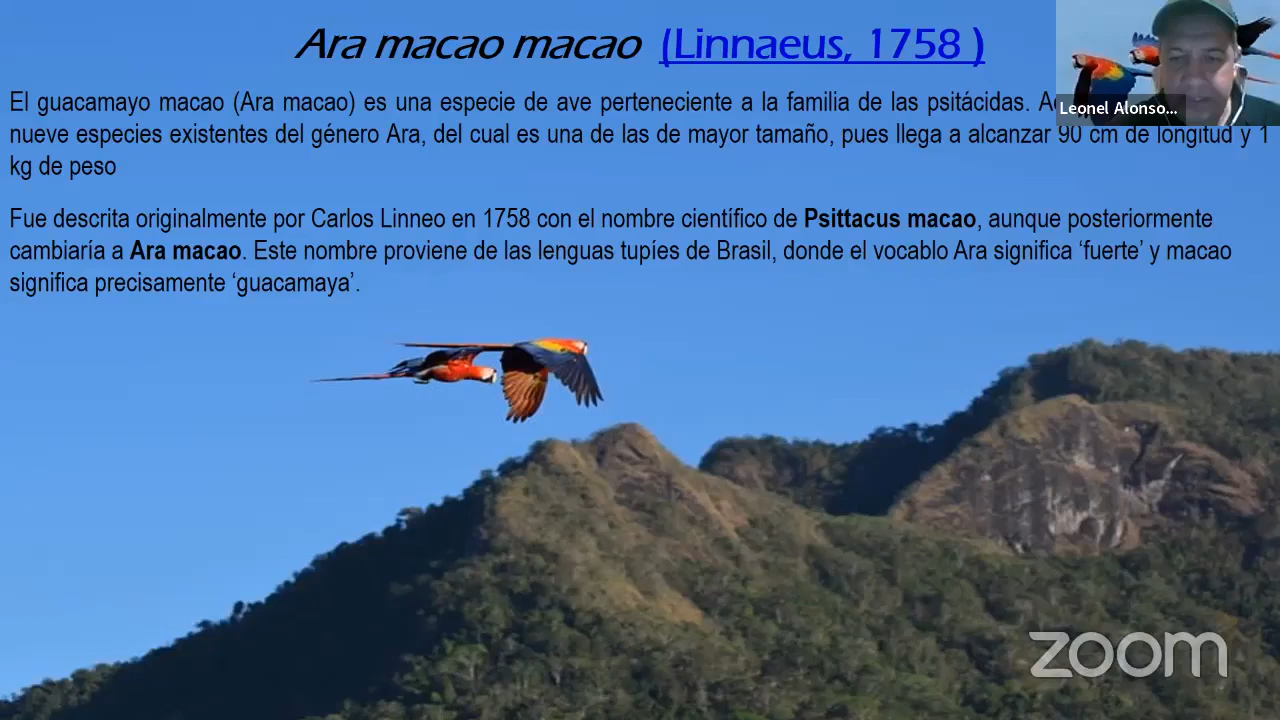 Ara macao macao (Linnaeus, 1758 )
El guacamayo macao (Ara macao) es una especie de ave perteneciente a la familia de las psitácidas.
nueve especies existentes del género Ara, del cual es una de las de mayor tamaño, pues llega a alcanzar 90 cm de longitud y 1
kg de peso
Fue descrita originalmente por Carlos Linneo en 1758 con el nombre científico de Psittacus macao, aunque posteriormente
cambiaría a Ara macao. Este nombre proviene de las lenguas tupíes de Brasil, donde el vocablo Ara significa ‘fuerte’ y macao
significa precisamente ‘guacamaya’.
Leonel Alonso...
zoom